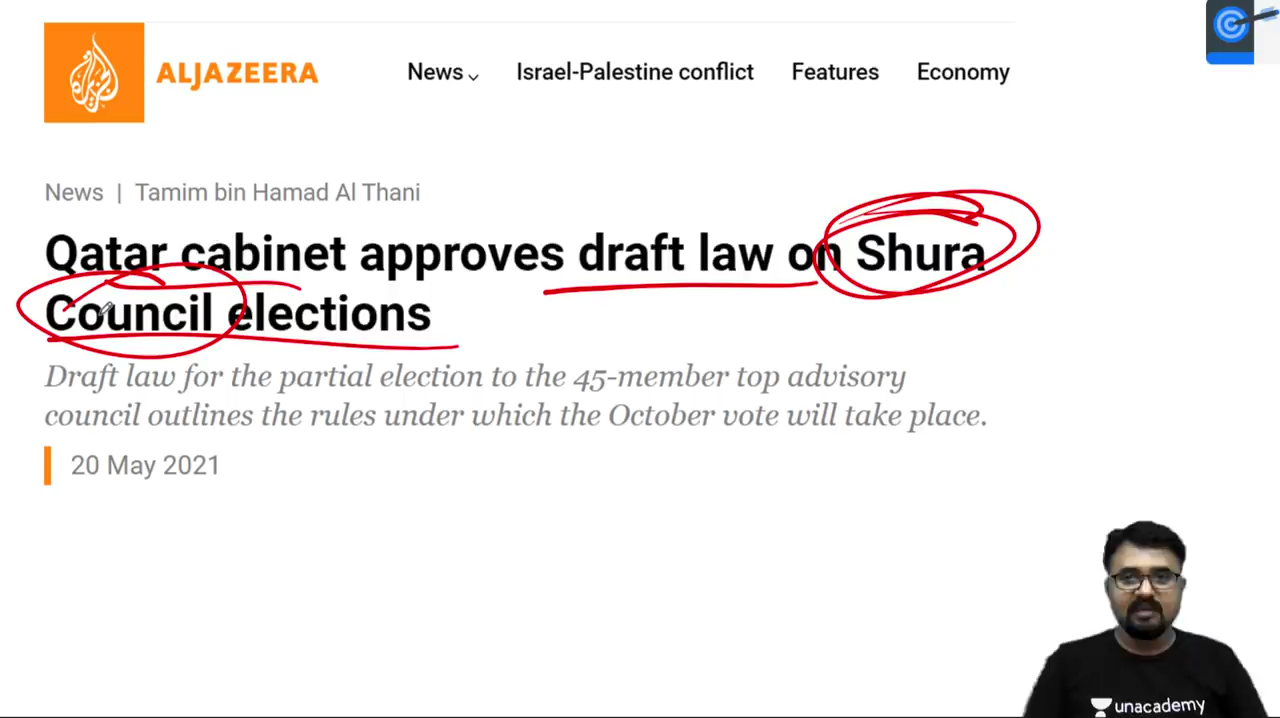 ALJAZEERA
News Israel-Palestine conflict Features Economy
News | Tamim bin Hamad Al Thani
Qatar cabinet approves draft law on Shura
Council elections
Draft law for the partial election to the 45-member top advisory
council outlines the rules under which the October vote will take place.
20 May 2021
unacademy